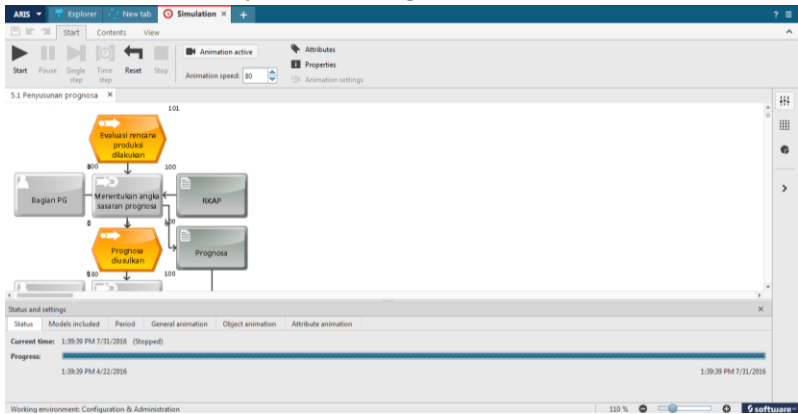 ARIS Explorer New tab Simulation × + ?
Start Contents View
Start Pause Single step Time step Reset Stop
Animation active
Animation speed: 80
Attributes
Properties
Animation settings
5.1 Penyusunan prognosa ×
101
Evaluasi rencana
produksi
dilakukan
100
Bagian PG
Menentukan angka
sasaran prognosa
RKAP
Prognosa
diusulkan
Prognosa
100
Status and settings ×
Status Models included Period General animation Object animation Attribute animation
Current time: 1:39:39 PM 7/31/2016 (Stopped)
Progress:
1:39:39 PM 4/22/2016 1:39:39 PM 7/31/2016
Working environment: Configuration & Administration 110 % software